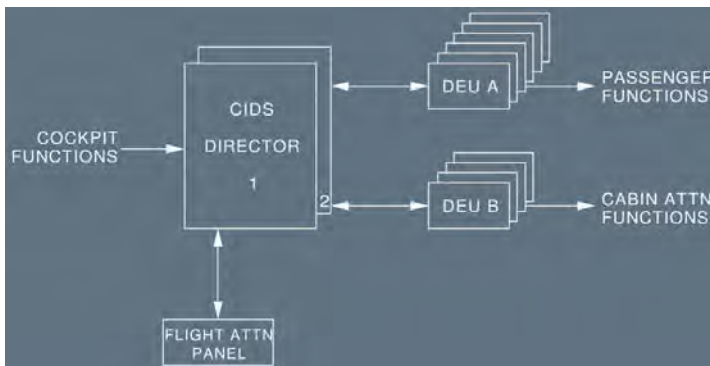 COCKPIT
FUNCTIONS
CIDS
DIRECTOR
1
2
DEU A
PASSENGER
FUNCTIONS
DEU B
CABIN ATTN
FUNCTIONS
FLIGHT ATTN
PANEL